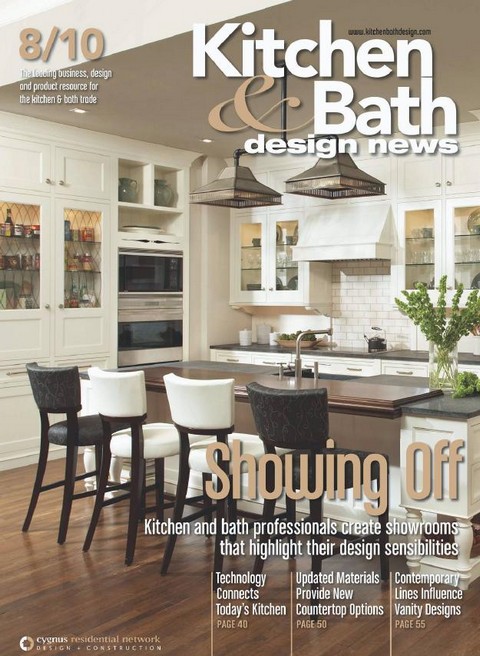 8/10
The leading business, design
and product resource for
the kitchen & bath trade
www.kitchenbathdesign.com
Kitchen
& Bath
design news
Showing Off
Kitchen and bath professionals create showrooms
that highlight their design sensibilities
Technology
Connects
Today's Kitchen
PAGE 40
Updated Materials
Provide New
Countertop Options
PAGE 50
Contemporary
Lines Influence
Vanity Designs
PAGE 55
cygnus residential network
DESIGN + CONSTRUCTION